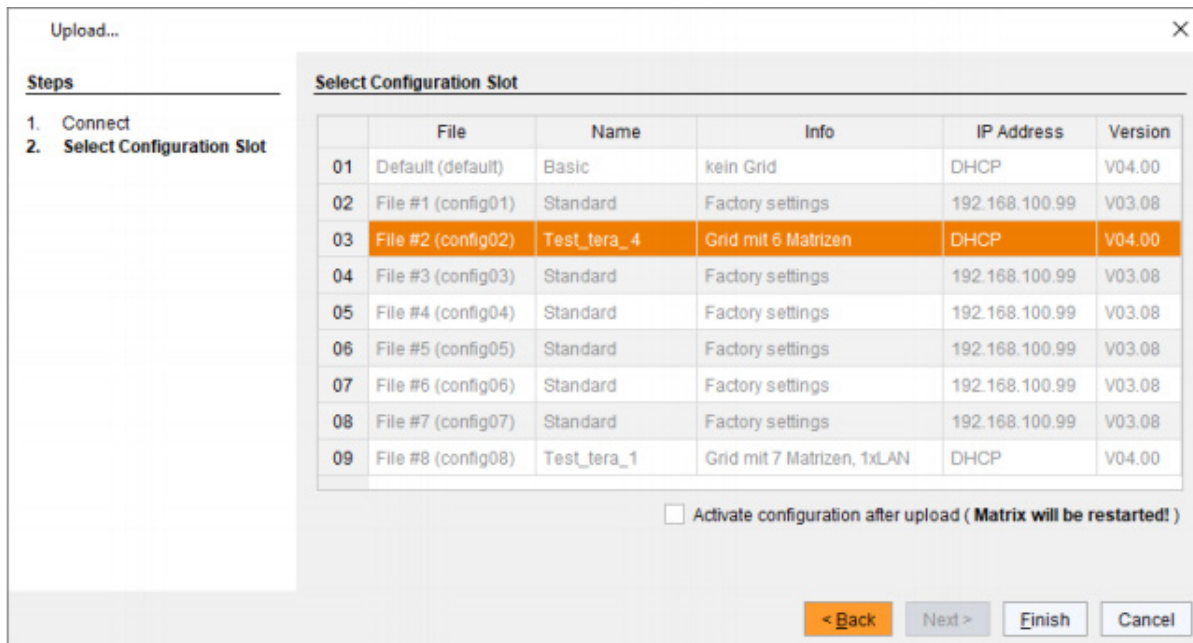 Upload...
Steps
1. Connect
2. Select Configuration Slot
Select Configuration Slot
File Name Info IP Address Version
01 Default (default) Basic kein Grid DHCP V04.00
02 File #1 (config01) Standard Factory settings 192.168.100.99 V03.08
03 File #2 (config02) Test_tera_4 Grid mit 6 Matrizen DHCP V04.00
04 File #3 (config03) Standard Factory settings 192.168.100.99 V03.08
05 File #4 (config04) Standard Factory settings 192.168.100.99 V03.08
06 File #5 (config05) Standard Factory settings 192.168.100.99 V03.08
07 File #6 (config06) Standard Factory settings 192.168.100.99 V03.08
08 File #7 (config07) Standard Factory settings 192.168.100.99 V03.08
09 File #8 (config08) Test_tera_1 Grid mit 7 Matrizen, 1xLAN DHCP V04.00
Activate configuration after upload ( Matrix will be restarted! )
< Back Next > Finish Cancel